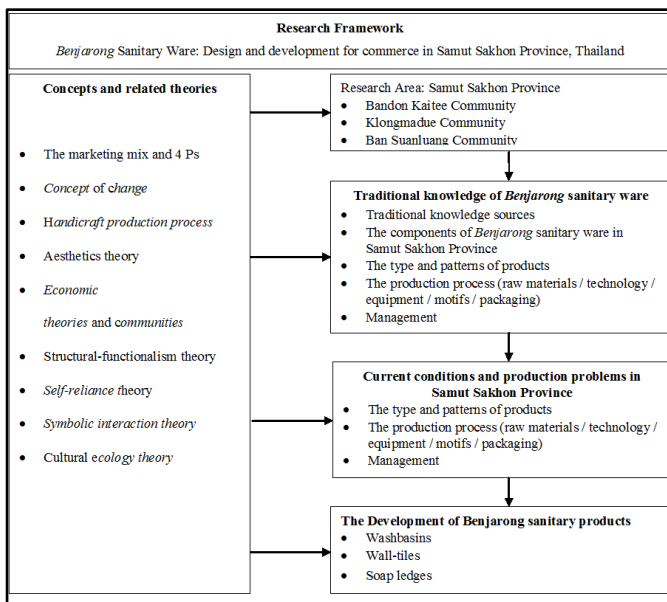 Research Framework
Benjarong Sanitary Ware: Design and development for commerce in Samut Sakhon Province, Thailand
Concepts and related theories
• The marketing mix and 4 Ps
• Concept of change
• Handicraft production process
• Aesthetics theory
• Economic
theories and communities
• Structural-functionalism theory
• Self-reliance theory
• Symbolic interaction theory
• Cultural ecology theory
Research Area: Samut Sakhon Province
• Bandon Kaitee Community
• Klongmadue Community
• Ban Suanluang Community
Traditional knowledge of Benjarong sanitary ware
• Traditional knowledge sources
• The components of Benjarong sanitary ware in
Samut Sakhon Province
• The type and patterns of products
• The production process (raw materials / technology /
equipment / motifs / packaging)
• Management
Current conditions and production problems in
Samut Sakhon Province
• The type and patterns of products
• The production process (raw materials / technology /
equipment / motifs / packaging)
• Management
The Development of Benjarong sanitary products
• Washbasins
• Wall-tiles
• Soap ledges